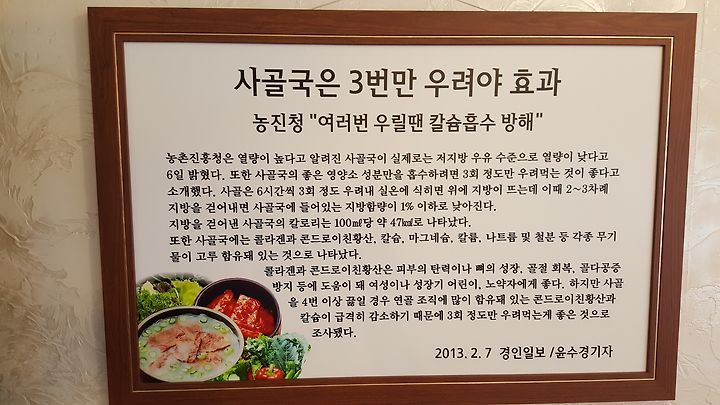 사골국은 3번만 우려야 효과
농진청 "여러번 우릴땐 칼슘흡수 방해"
농촌진흥청은 열량이 높다고 알려진 사골국이 실제로는 저지방 우유 수준으로 열량이 낮다고
6일 밝혔다. 또한 사골국의 좋은 영양소 성분만을 흡수하려면 3회 정도만 우려먹는 것이 좋다고
소개했다. 사골은 6시간씩 3회 정도 우려내 실온에 식히면 위에 지방이 뜨는데 이때 2~3차례
지방을 걷어내면 사골국에 들어있는 지방함량이 1% 이하로 낮아진다.
지방을 걷어낸 사골국의 칼로리는 100㎖당 약 47㎉로 나타났다.
또한 사골국에는 콜라겐과 콘드로이친황산, 칼슘, 마그네슘, 칼륨, 나트륨 및 철분 등 각종 무기
물이 고루 함유돼 있는 것으로 나타났다.
콜라겐과 콘드로이친황산은 피부의 탄력이나 뼈의 성장, 골절 회복, 골다공증
방지 등에 도움이 돼 여성이나 성장기 어린이, 노약자에게 좋다. 하지만 사골
을 4번 이상 끓일 경우 연골 조직에 많이 함유돼 있는 콘드로이친황산과
칼슘이 급격히 감소하기 때문에 3회 정도만 우려먹는게 좋은 것으로
조사됐다.
2013. 2. 7 경인일보 /윤수경기자